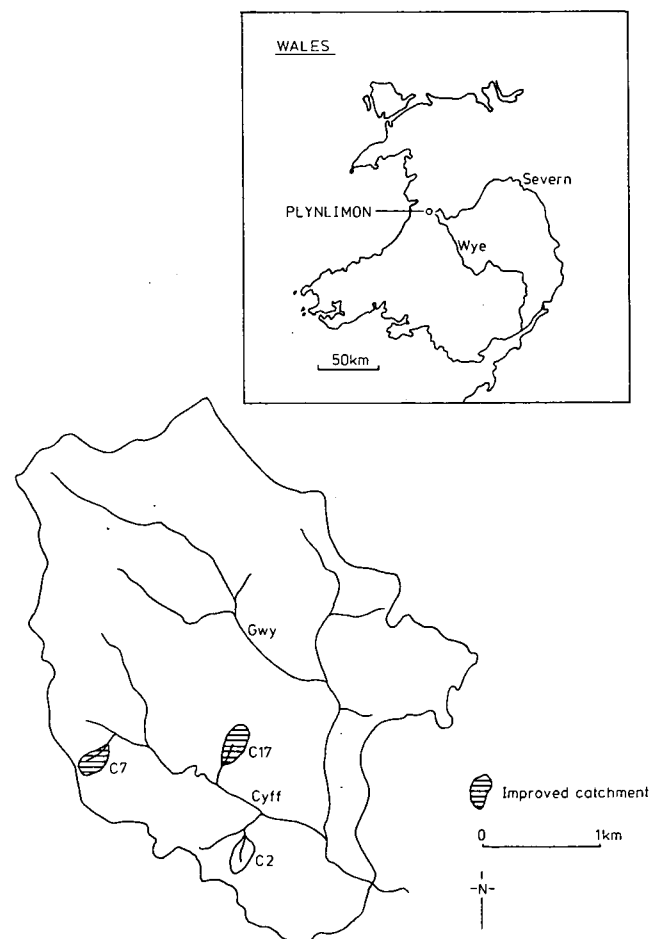 WALES
Severn
PLYNLIMON
Wye
50km
Gwy
C7
C17
Cyff
C2
Improved catchment
0 1km
-N-